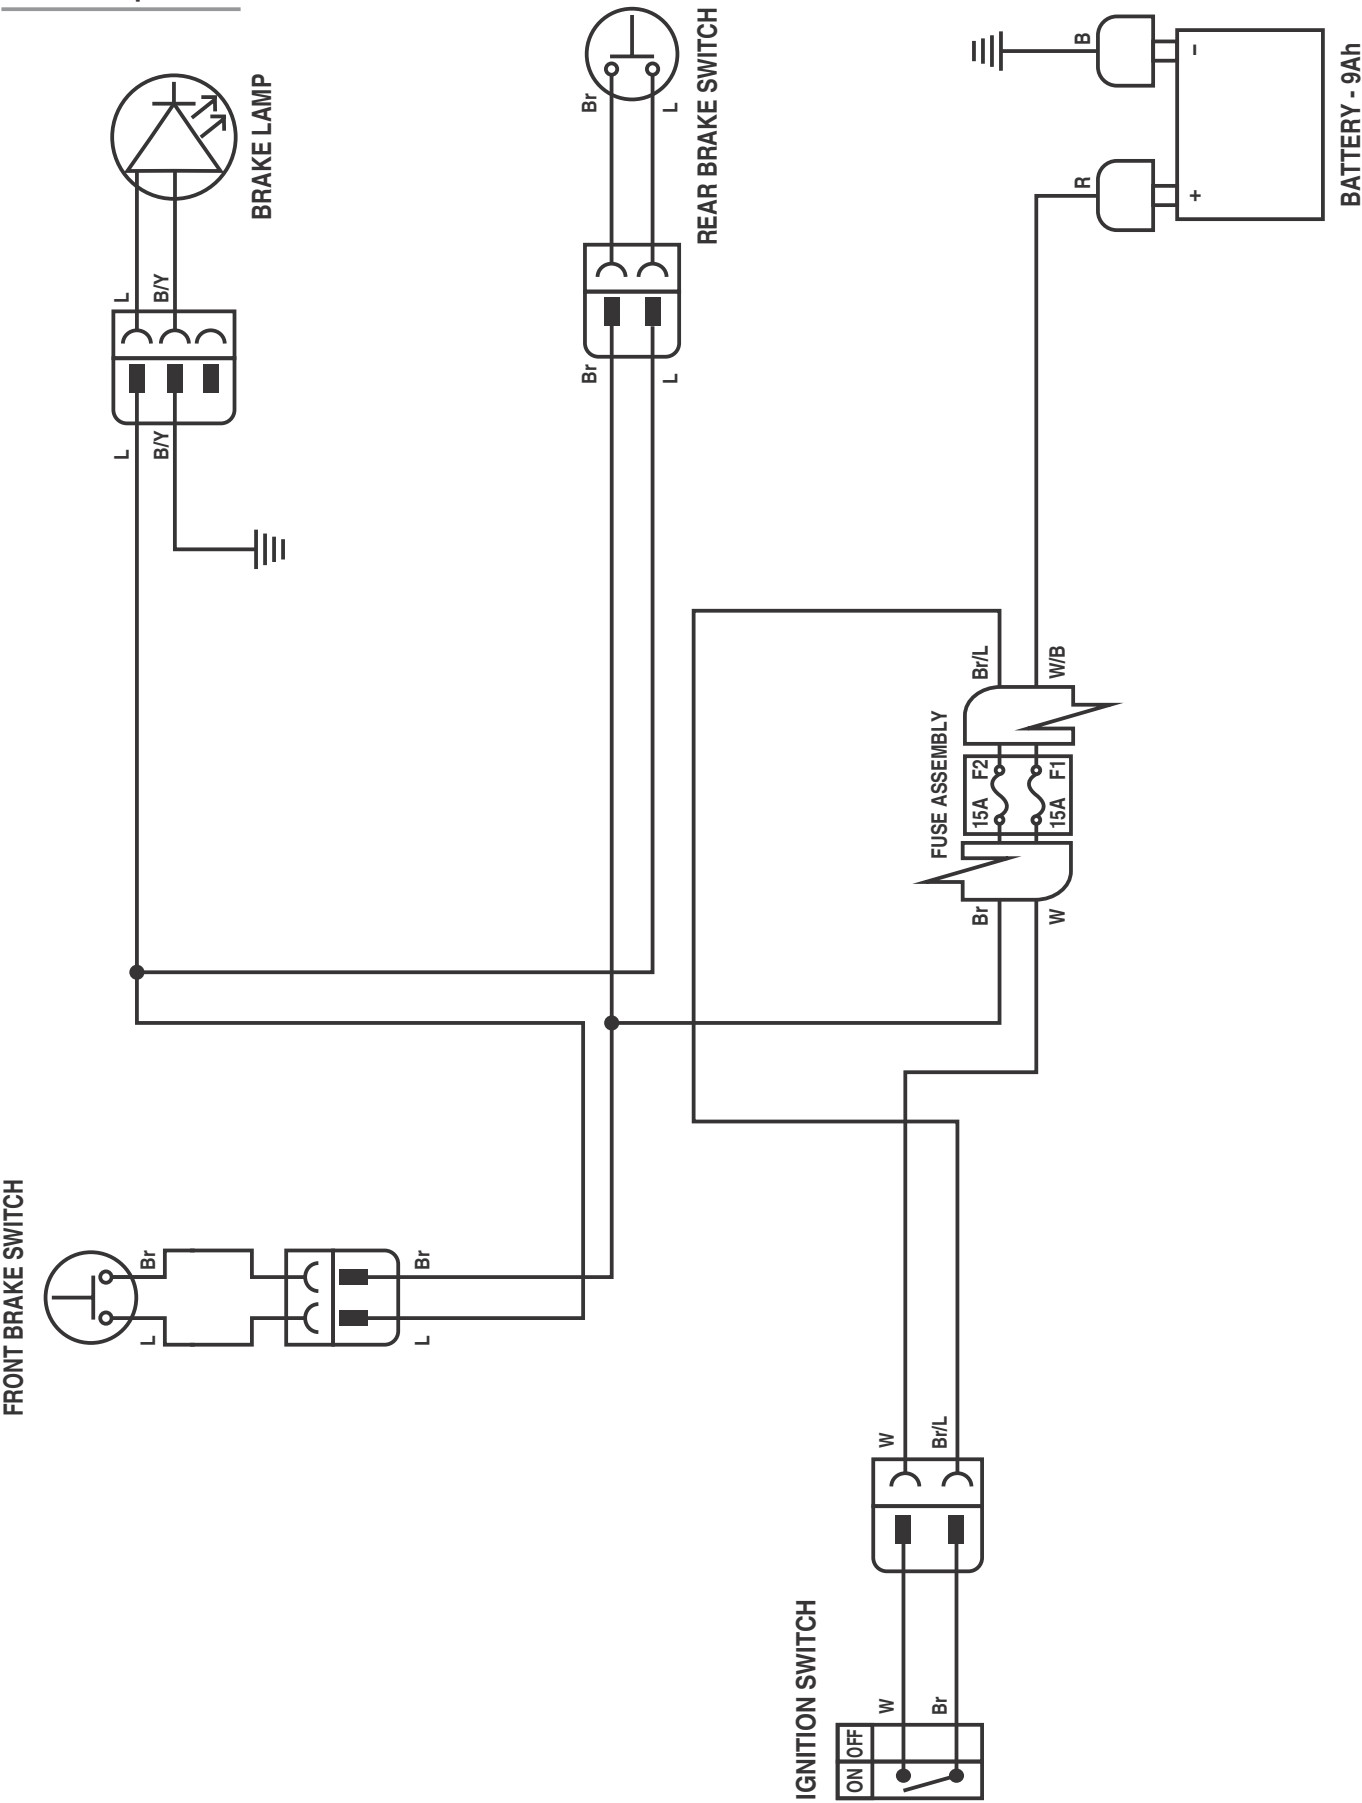 BRAKE LAMP
L
B/Y
L
B/Y
REAR BRAKE SWITCH
Br
L
Br
L
BATTERY - 9Ah
B
R
-
+
FUSE ASSEMBLY
Br/L
W/B
15A F2
15A F1
Br
W
FRONT BRAKE SWITCH
Br
L
Br
L
IGNITION SWITCH
W
Br/L
W
Br
ON OFF